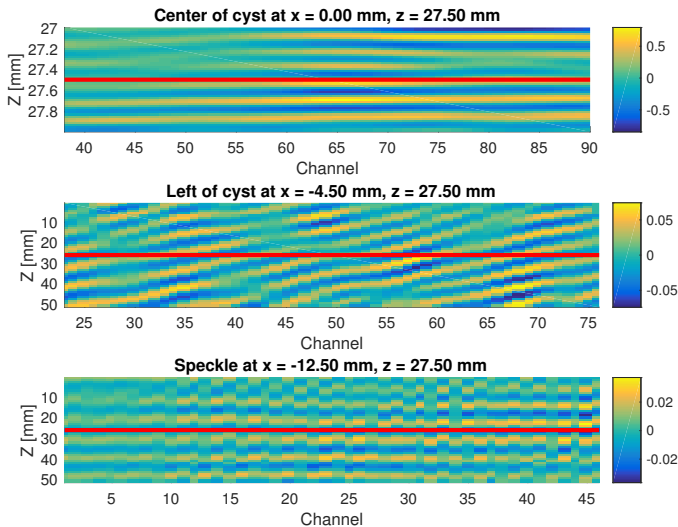 Center of cyst at x = 0.00 mm, z = 27.50 mm
27
27.2
27.4
27.6
27.8
Z [mm]
40 45 50 55 60 65 70 75 80 85 90
Channel
0.5
0
-0.5
Left of cyst at x = -4.50 mm, z = 27.50 mm
10
20
30
40
50
Z [mm]
25 30 35 40 45 50 55 60 65 70 75
Channel
0.05
0
-0.05
Speckle at x = -12.50 mm, z = 27.50 mm
10
20
30
40
50
Z [mm]
5 10 15 20 25 30 35 40 45
Channel
0.02
0
-0.02